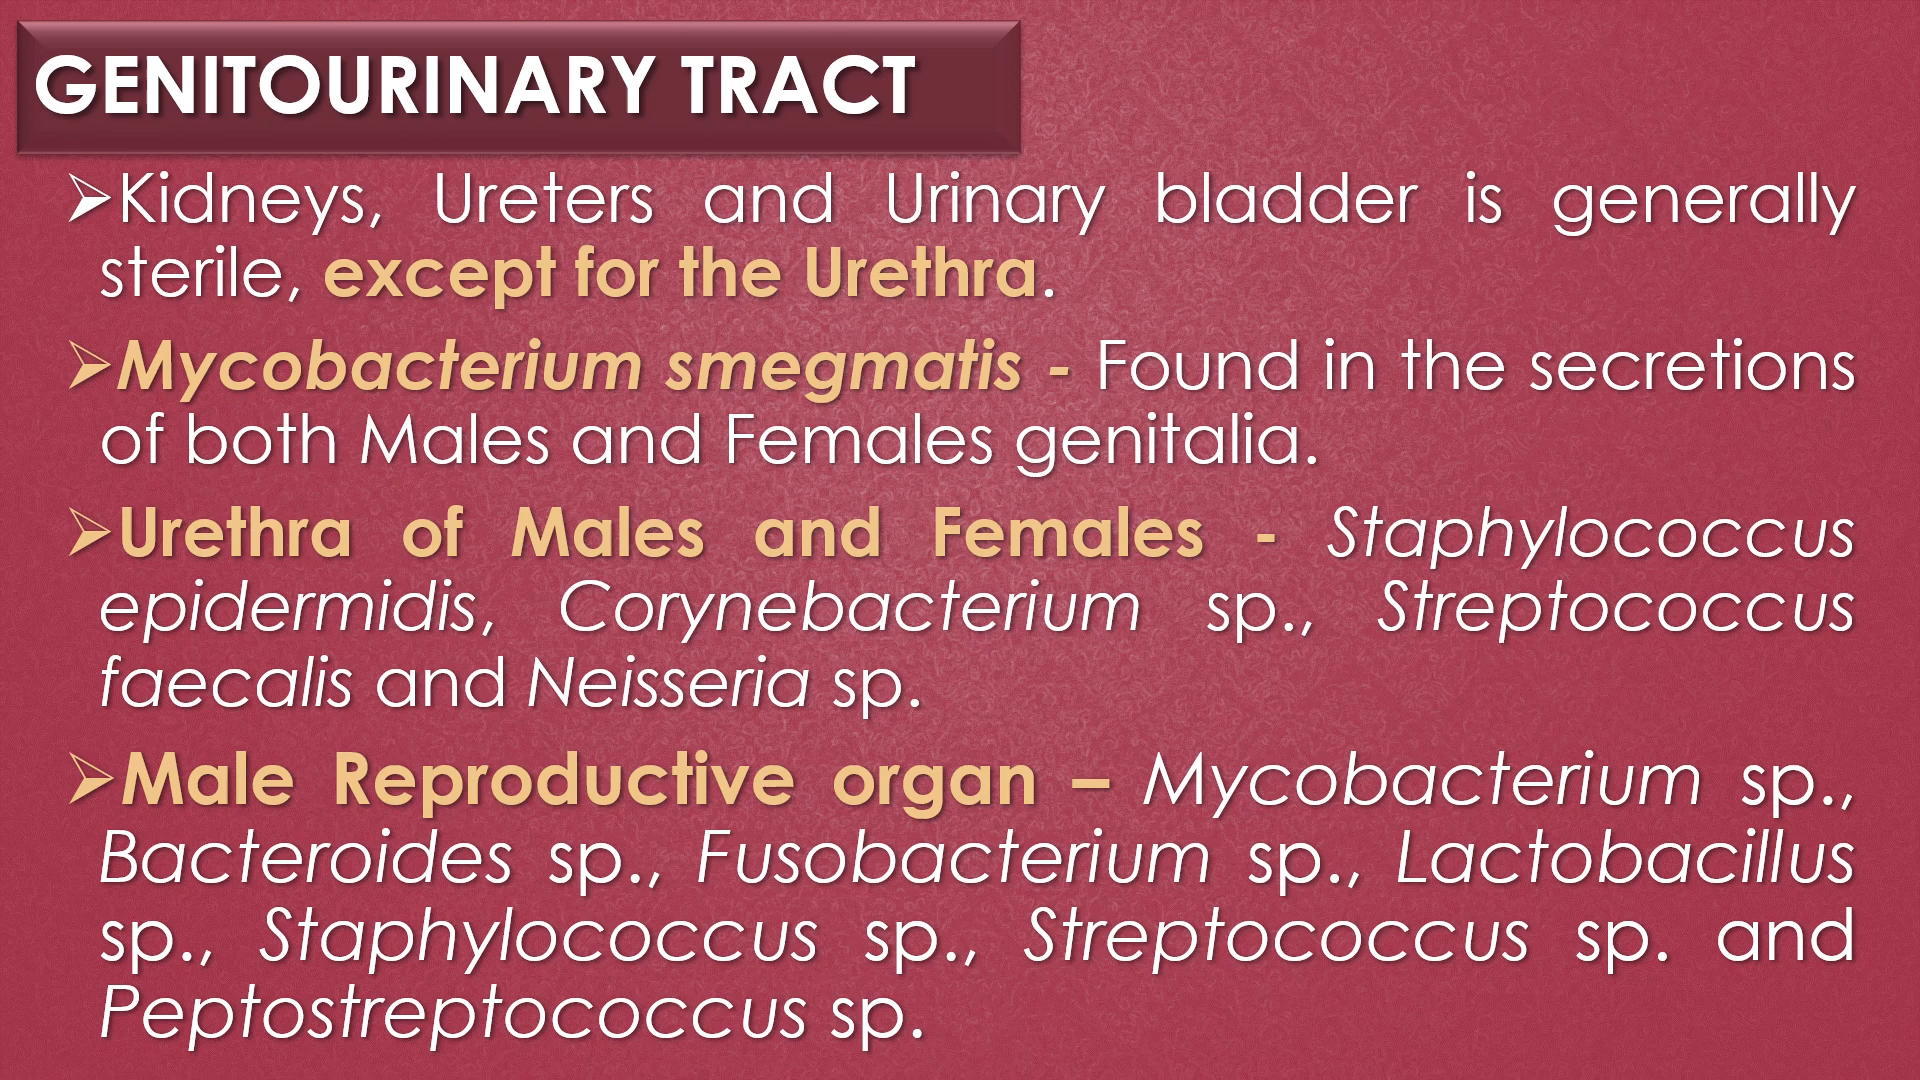 GENITOURINARY TRACT
➢Kidneys, Ureters and Urinary bladder is generally
sterile, except for the Urethra.
➢Mycobacterium smegmatis - Found in the secretions
of both Males and Females genitalia.
➢Urethra of Males and Females - Staphylococcus
epidermidis, Corynebacterium sp., Streptococcus
faecalis and Neisseria sp.
➢Male Reproductive organ – Mycobacterium sp.,
Bacteroides sp., Fusobacterium sp., Lactobacillus
sp., Staphylococcus sp., Streptococcus sp. and
Peptostreptococcus sp.